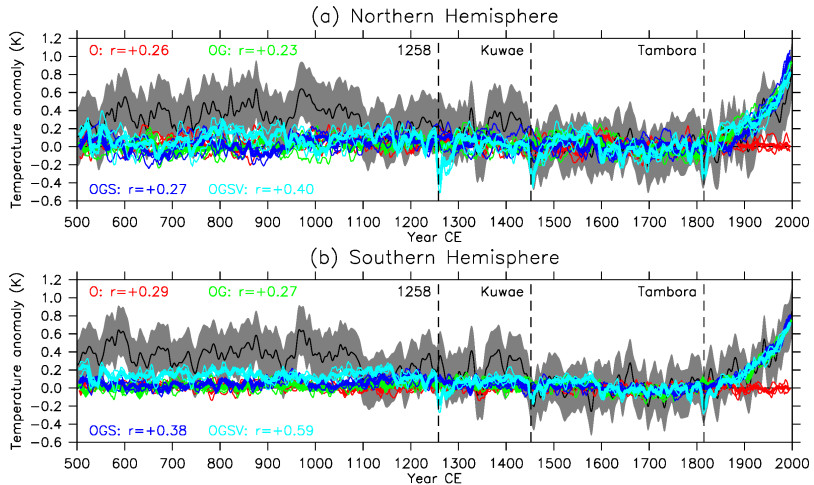 (a) Northern Hemisphere
Temperature anomaly (K)
1.2
1.0
0.8
0.6
0.4
0.2
0.0
−0.2
−0.4
−0.6
O: r=+0.26 OG: r=+0.23 1258 Kuwae Tambora
OGS: r=+0.27 OGSV: r=+0.40
500 600 700 800 900 1000 1100 1200 1300 1400 1500 1600 1700 1800 1900 2000
Year CE
(b) Southern Hemisphere
Temperature anomaly (K)
1.2
1.0
0.8
0.6
0.4
0.2
0.0
−0.2
−0.4
−0.6
O: r=+0.29 OG: r=+0.27 1258 Kuwae Tambora
OGS: r=+0.38 OGSV: r=+0.59
500 600 700 800 900 1000 1100 1200 1300 1400 1500 1600 1700 1800 1900 2000
Year CE